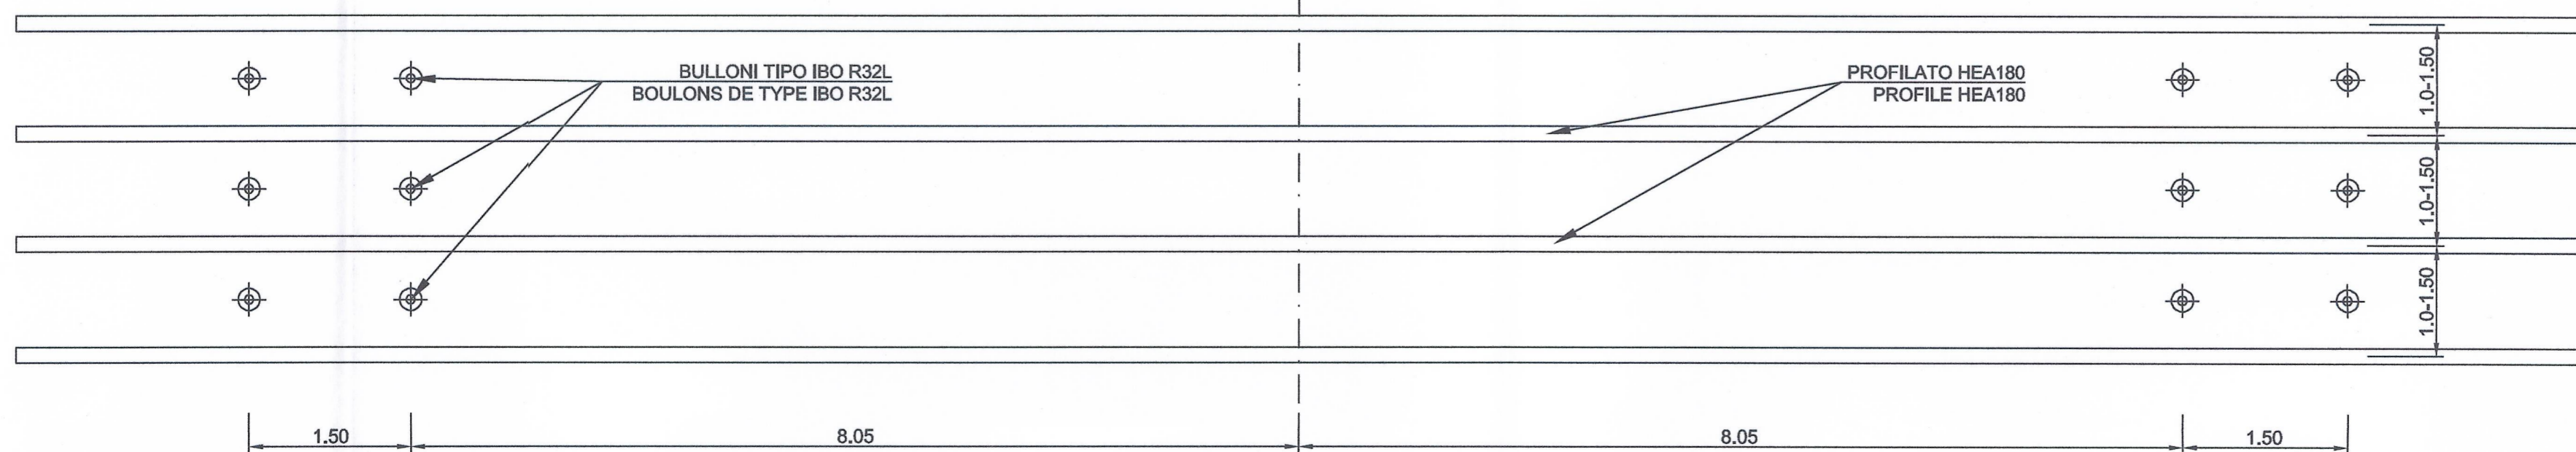 BULLONI TIPO IBO R32L
BOULONS DE TYPE IBO R32L
PROFILATO HEA180
PROFILE HEA180
1.0-1.50
1.0-1.50
1.0-1.50
1.50
8.05
8.05
1.50